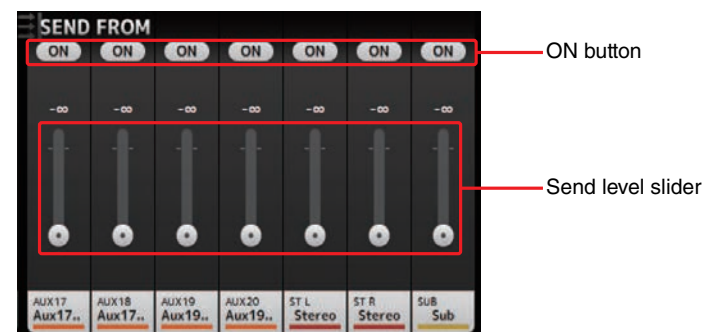 SEND FROM
ON ON ON ON ON ON ON
ON button
-∞ -∞ -∞ -∞ -∞ -∞ -∞
Send level slider
AUX17 AUX18 AUX19 AUX20 ST L ST R SUB
Aux17.. Aux17.. Aux19.. Aux19.. Stereo Stereo Sub